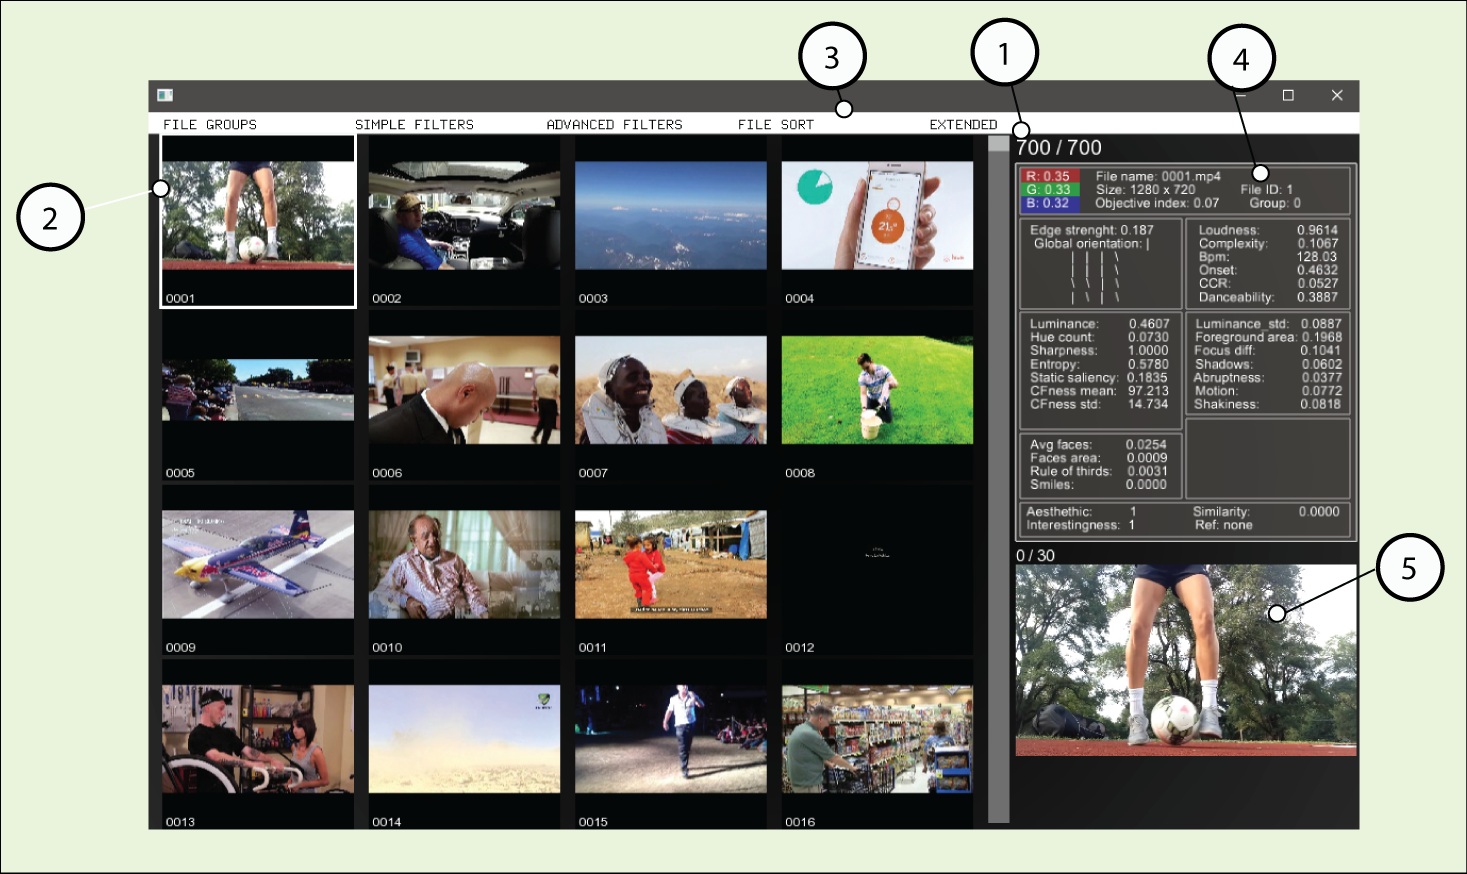 3
1
4
2
5
FILE GROUPS SIMPLE FILTERS ADVANCED FILTERS FILE SORT EXTENDED
0001 0002 0003 0004
0005 0006 0007 0008
0009 0010 0011 0012
0013 0014 0015 0016
21
hive
700 / 700
R: 0.35 File name: 0001.mp4
G: 0.33 Size: 1280 x 720 File ID: 1
B: 0.32 Objective index: 0.07 Group: 0
Edge strenght: 0.187
Global orientation: |
| | | \
| | | \
\ \ | \
| \ | \
Loudness: 0.9614
Complexity: 0.1067
Bpm: 128.03
Onset: 0.4632
CCR: 0.0527
Danceability: 0.3887
Luminance: 0.4607
Hue count: 0.0730
Sharpness: 1.0000
Entropy: 0.5780
Static saliency: 0.1835
CFness mean: 97.213
CFness std: 14.734
Luminance_std: 0.0887
Foreground area: 0.1968
Focus diff: 0.1041
Shadows: 0.0602
Abruptness: 0.0377
Motion: 0.0772
Shakiness: 0.0818
Avg faces: 0.0254
Faces area: 0.0009
Rule of thirds: 0.0031
Smiles: 0.0000
Aesthethic: 1 Similarity: 0.0000
Interestingness: 1 Ref: none
0 / 30